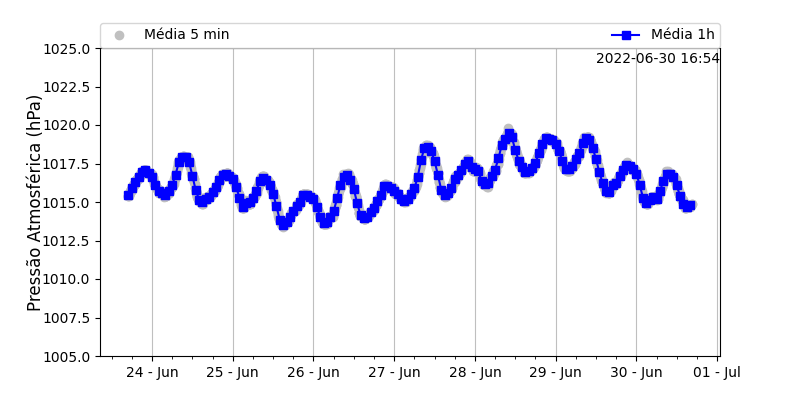 Média 5 min
Média 1h
2022-06-30 16:54
Pressão Atmosférica (hPa)
1025.0
1022.5
1020.0
1017.5
1015.0
1012.5
1010.0
1007.5
1005.0
24 - Jun
25 - Jun
26 - Jun
27 - Jun
28 - Jun
29 - Jun
30 - Jun
01 - Jul